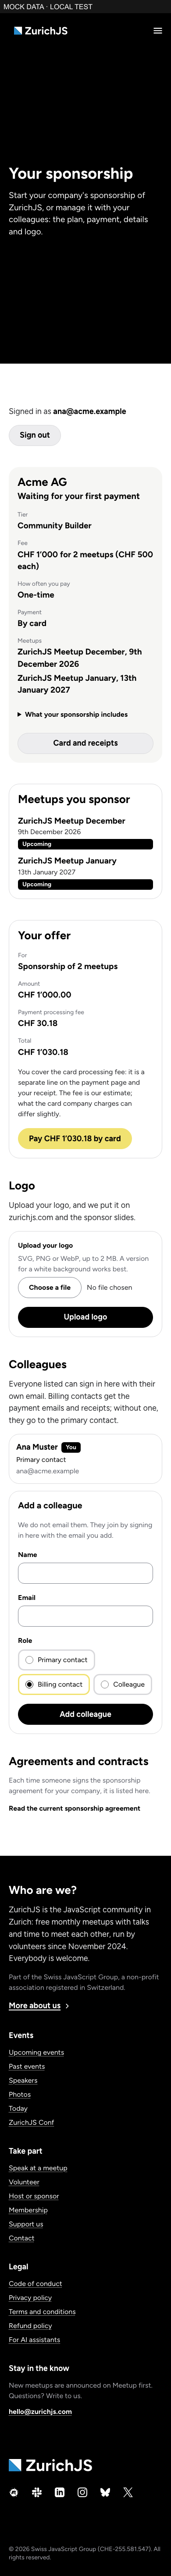 MOCK DATA · LOCAL TEST
ZurichJS
Your sponsorship
Start your company's sponsorship of
ZurichJS, or manage it with your
colleagues: the plan, payment, details
and logo.
Signed in as ana@acme.example
Sign out
Acme AG
Waiting for your first payment
Tier
Community Builder
Fee
CHF 1'000 for 2 meetups (CHF 500
each)
How often you pay
One-time
Payment
By card
Meetups
ZurichJS Meetup December, 9th
December 2026
ZurichJS Meetup January, 13th
January 2027
What your sponsorship includes
Card and receipts
Meetups you sponsor
ZurichJS Meetup December
9th December 2026
Upcoming
ZurichJS Meetup January
13th January 2027
Upcoming
Your offer
For
Sponsorship of 2 meetups
Amount
CHF 1'000.00
Payment processing fee
CHF 30.18
Total
CHF 1'030.18
You cover the card processing fee: it is a
separate line on the payment page and
your receipt. The fee is our estimate;
what the card company charges can
differ slightly.
Pay CHF 1'030.18 by card
Logo
Upload your logo, and we put it on
zurichjs.com and the sponsor slides.
Upload your logo
SVG, PNG or WebP, up to 2 MB. A version
for a white background works best.
Choose a file No file chosen
Upload logo
Colleagues
Everyone listed can sign in here with their
own email. Billing contacts get the
payment emails and receipts; without one,
they go to the primary contact.
Ana Muster You
Primary contact
ana@acme.example
Add a colleague
We do not email them. They join by signing
in here with the email you add.
Name
Email
Role
Primary contact
Billing contact Colleague
Add colleague
Agreements and contracts
Each time someone signs the sponsorship
agreement for your company, it is listed here.
Read the current sponsorship agreement
Who are we?
ZurichJS is the JavaScript community in
Zurich: free monthly meetups with talks
and time to meet each other, run by
volunteers since November 2024.
Everybody is welcome.
Part of the Swiss JavaScript Group, a non-profit
association registered in Switzerland.
More about us
Events
Upcoming events
Past events
Speakers
Photos
Today
ZurichJS Conf
Take part
Speak at a meetup
Volunteer
Host or sponsor
Membership
Support us
Contact
Legal
Code of conduct
Privacy policy
Terms and conditions
Refund policy
For AI assistants
Stay in the know
New meetups are announced on Meetup first.
Questions? Write to us.
hello@zurichjs.com
ZurichJS
© 2026 Swiss JavaScript Group (CHE-255.581.547). All
rights reserved.